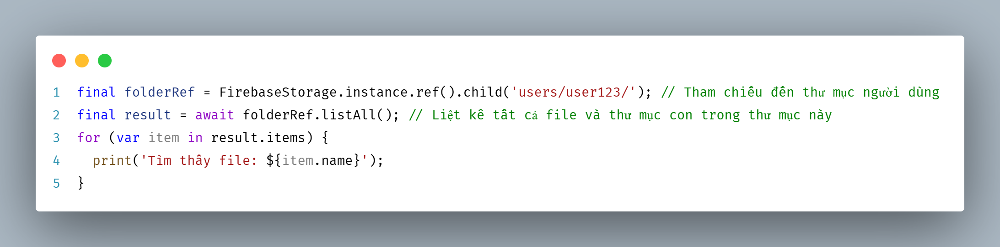 1 final folderRef = FirebaseStorage.instance.ref().child('users/user123/'); // Tham chiếu đến thư mục người dùng
2 final result = await folderRef.listAll(); // Liệt kê tất cả file và thư mục con trong thư mục này
3 for (var item in result.items) {
4   print('Tìm thấy file: ${item.name}');
5 }